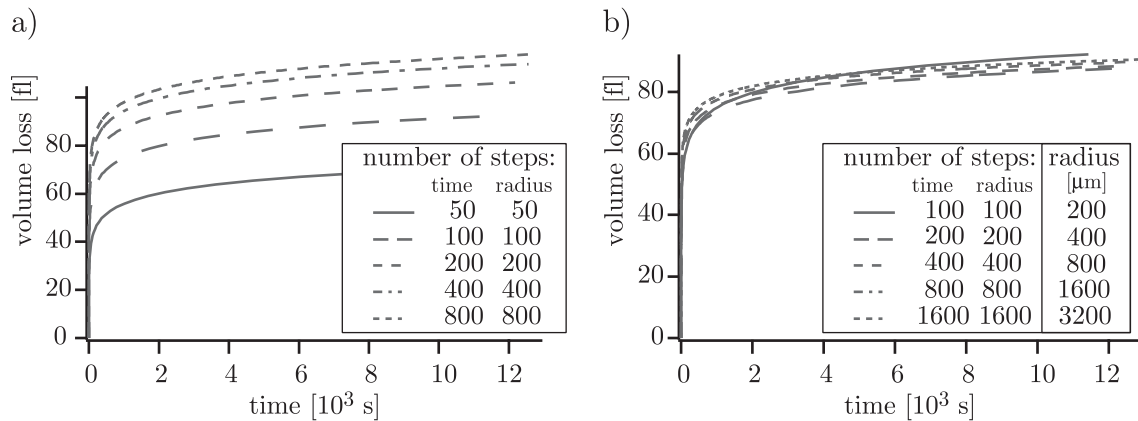 a)
volume loss [fl]
80
60
40
20
0
0 2 4 6 8 10 12
time [10³ s]
number of steps:
time radius
50 50
100 100
200 200
400 400
800 800
b)
volume loss [fl]
80
60
40
20
0
0 2 4 6 8 10 12
time [10³ s]
number of steps: radius
time radius [µm]
100 100 200
200 200 400
400 400 800
800 800 1600
1600 1600 3200